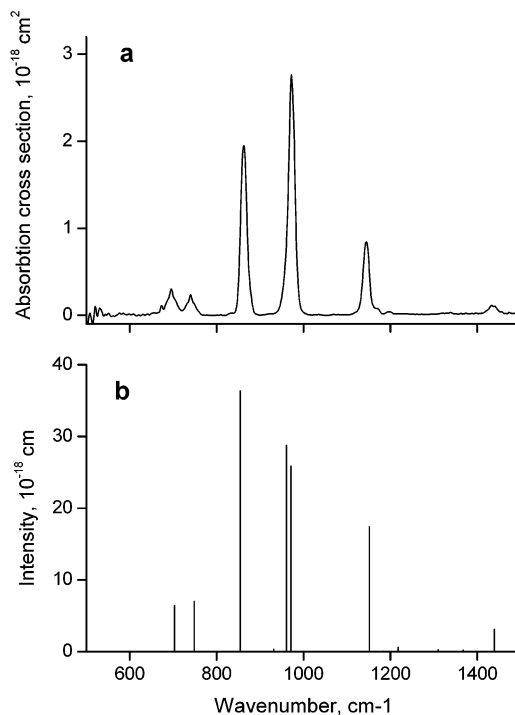 a
Absorbtion cross section, 10⁻¹⁸ cm²
3
2
1
0
b
Intensity, 10⁻¹⁸ cm
40
30
20
10
0
600 800 1000 1200 1400
Wavenumber, cm-1